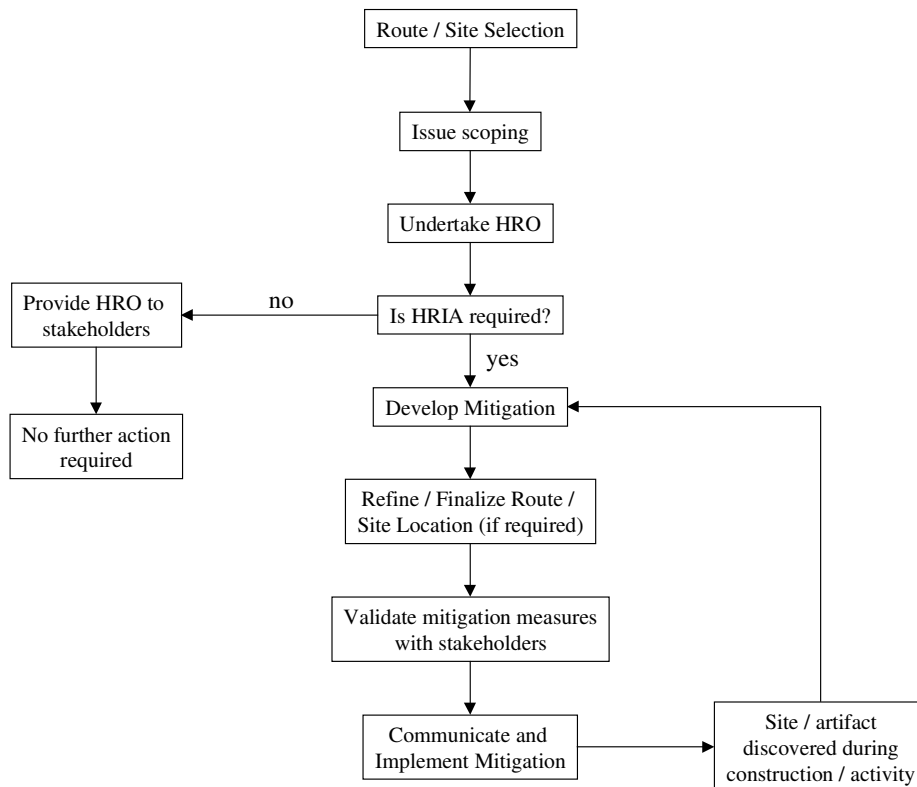 Route / Site Selection
Issue scoping
Undertake HRO
Is HRIA required?
no
Provide HRO to
stakeholders
No further action
required
yes
Develop Mitigation
Refine / Finalize Route /
Site Location (if required)
Validate mitigation measures
with stakeholders
Communicate and
Implement Mitigation
Site / artifact
discovered during
construction / activity